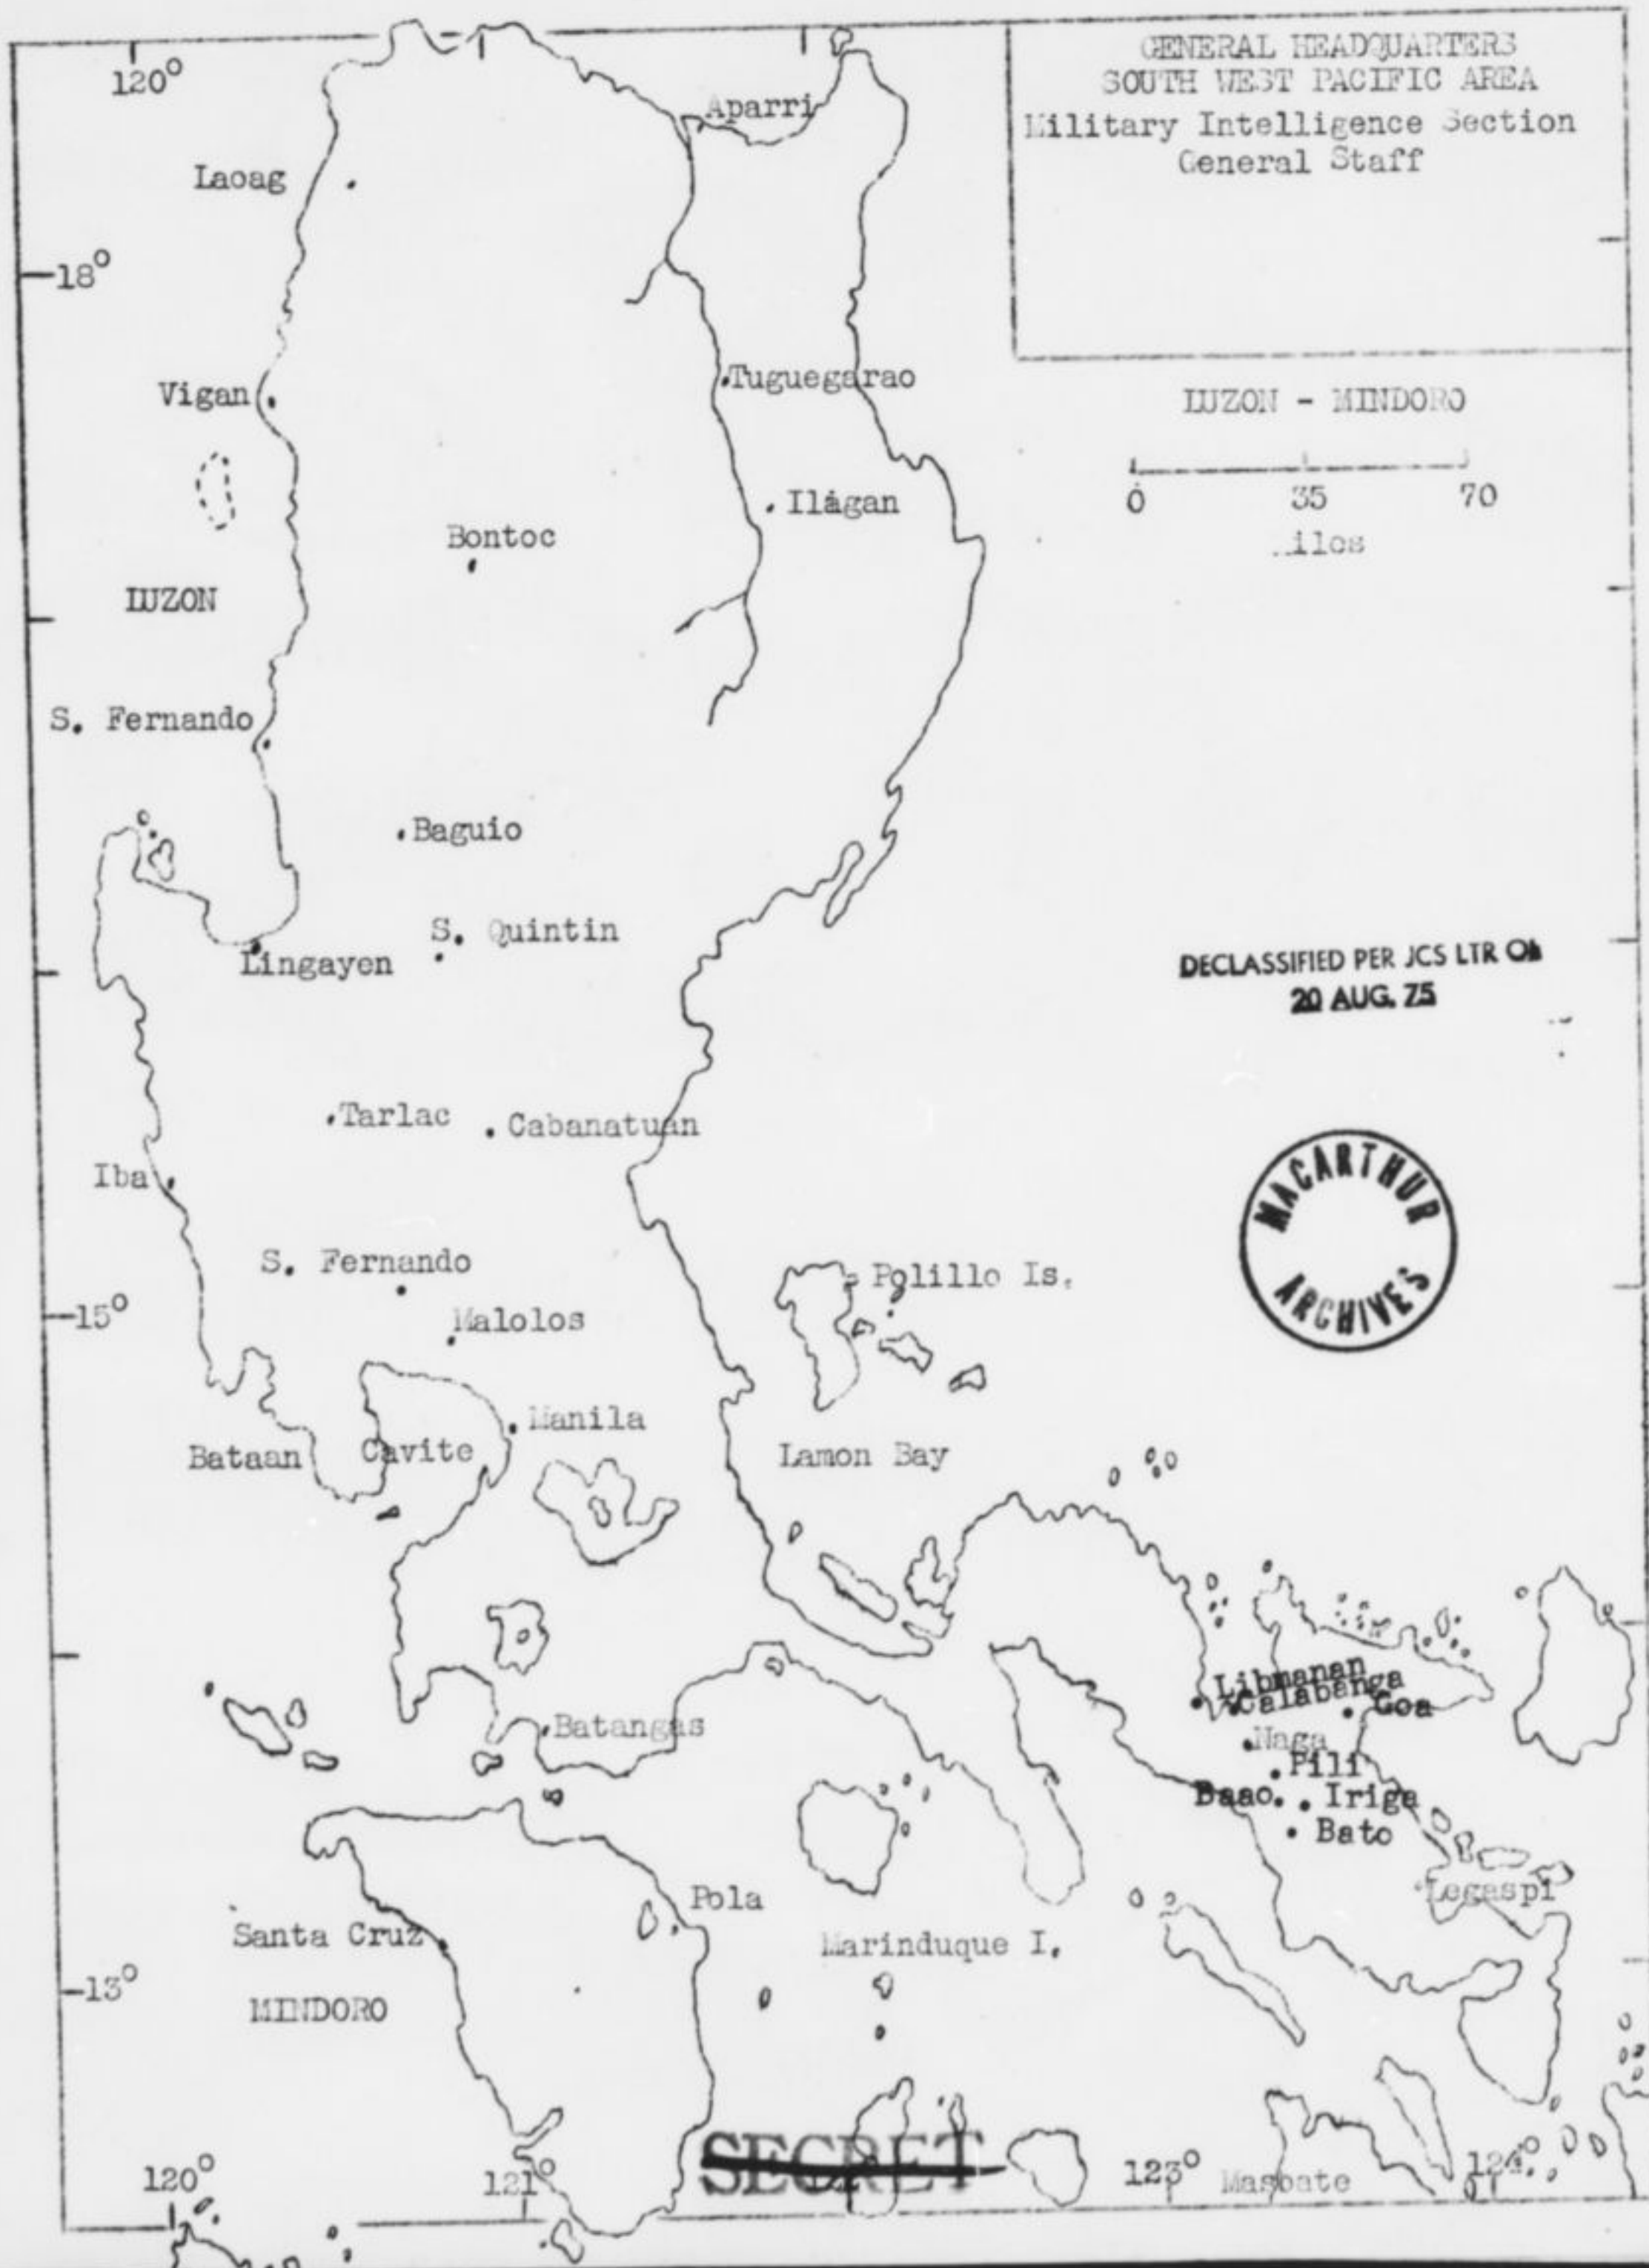 GENERAL HEADQUARTERS
SOUTH WEST PACIFIC AREA
Military Intelligence Section
General Staff
120°
Aparri
Laoag
18°
Vigan
Tuguegarao
LUZON - MINDORO
0 35 70
Ilágan
Bontoc
LUZON
S. Fernando
Baguio
S. Quintin
Lingayen
DECLASSIFIED PER JCS LTR OF
20 AUG. 75
Tarlac
Cabanatuan
Iba
MACARTHUR
ARCHIVES
S. Fernando
Polillo Is.
15°
Malolos
Manila
Bataan
Cavite
Lamon Bay
Libmanan
Calabanga
Goa
Batangas
Naga
Pili
Baao
Iriga
Bato
Legaspi
Pola
Santa Cruz
Marinduque I.
13°
MINDORO
SECRET
120°
121°
123°
Masbate
124°